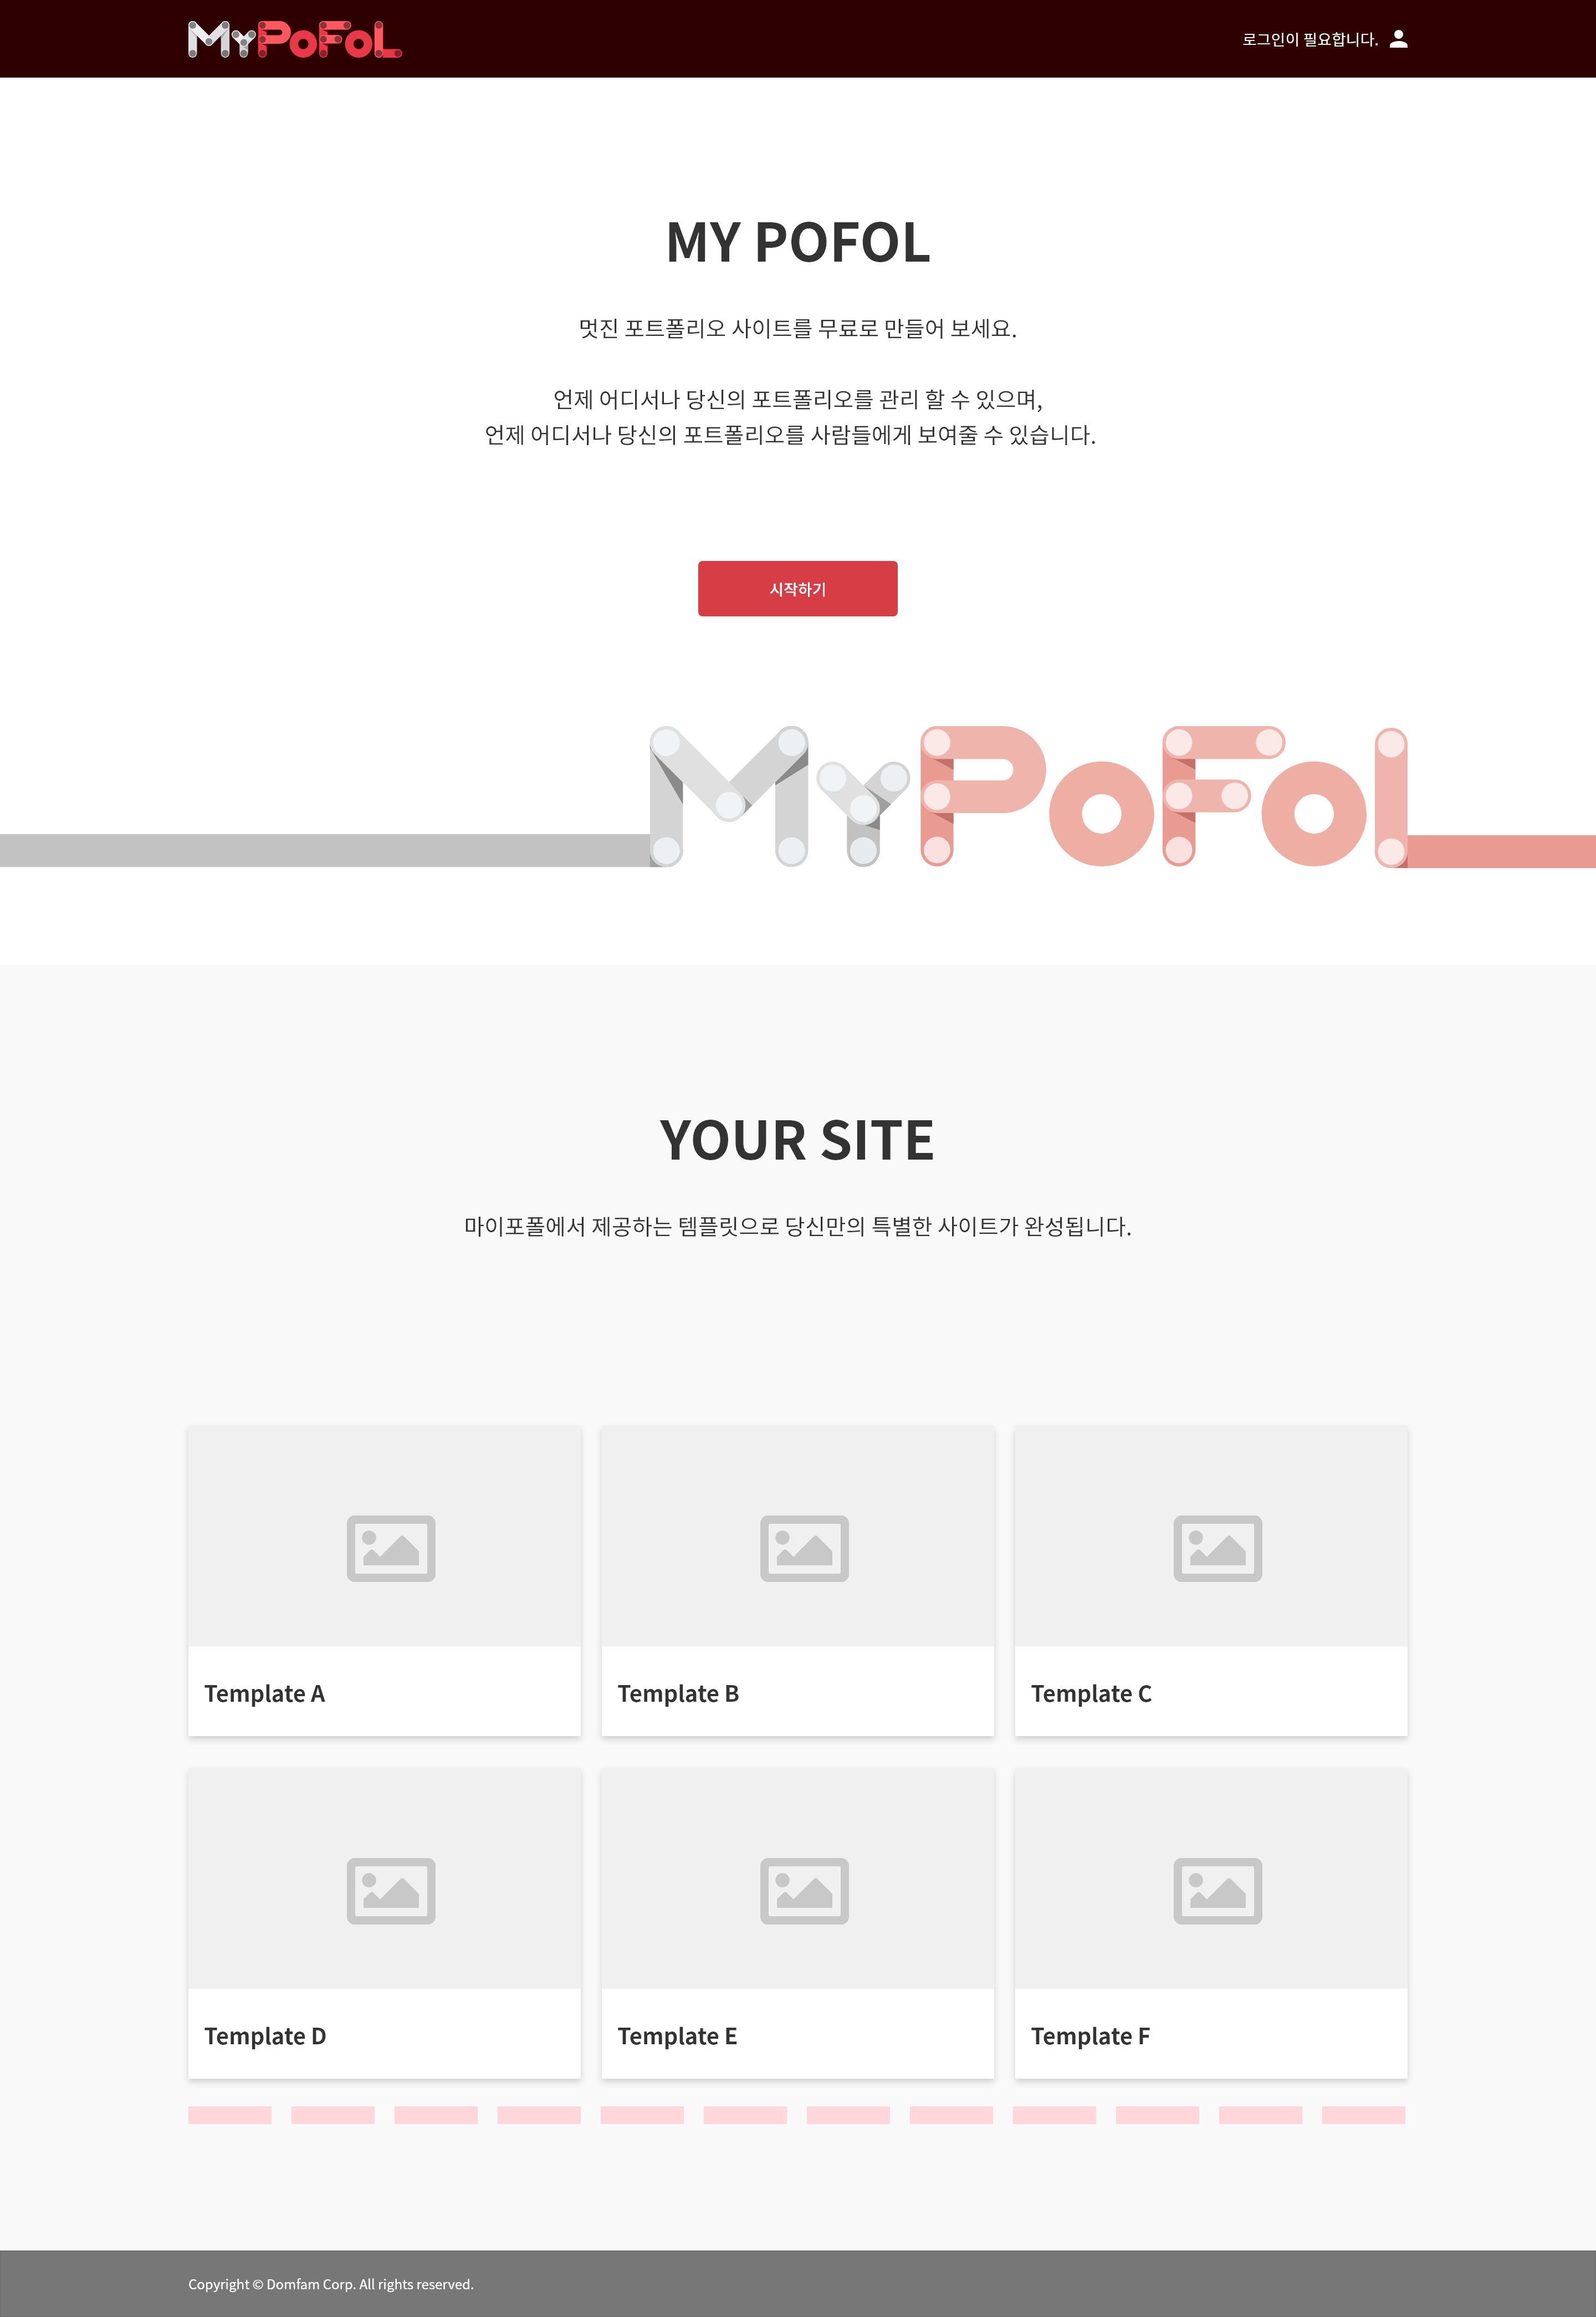 MyPoFoL
로그인이 필요합니다.
MY POFOL
멋진 포트폴리오 사이트를 무료로 만들어 보세요.
언제 어디서나 당신의 포트폴리오를 관리 할 수 있으며,
언제 어디서나 당신의 포트폴리오를 사람들에게 보여줄 수 있습니다.
시작하기
MyPoFoL
YOUR SITE
마이포폴에서 제공하는 템플릿으로 당신만의 특별한 사이트가 완성됩니다.
Template A
Template B
Template C
Template D
Template E
Template F
Copyright © Domfam Corp. All rights reserved.